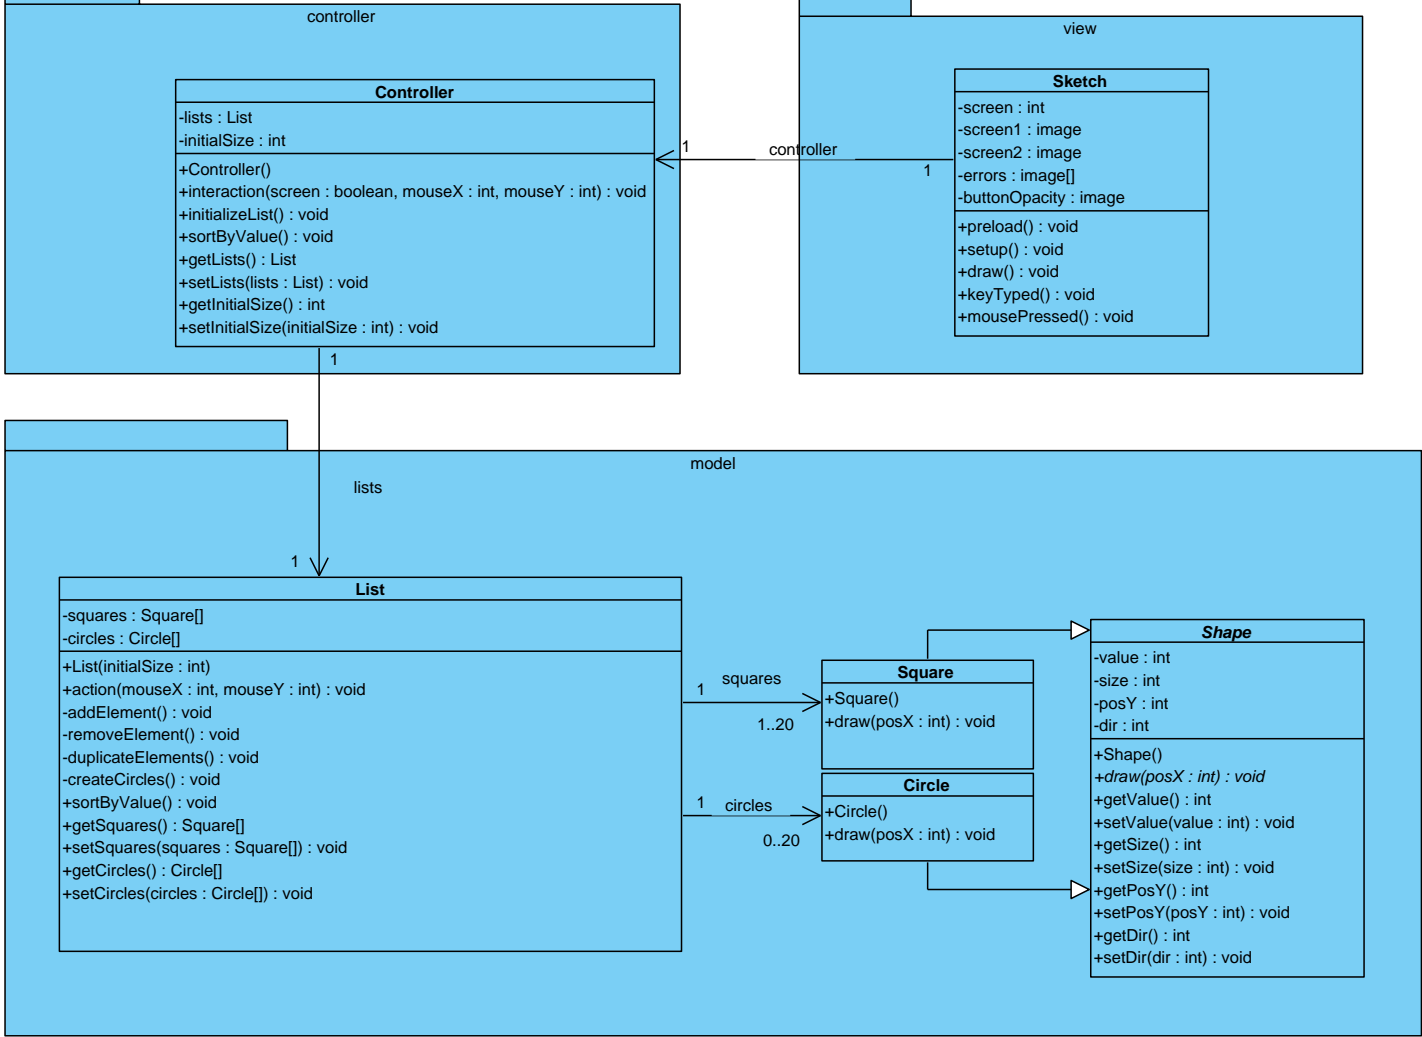 controller
Controller
-lists : List
-initialSize : int
+Controller()
+interaction(screen : boolean, mouseX : int, mouseY : int) : void
+initializeList() : void
+sortByValue() : void
+getLists() : List
+setLists(lists : List) : void
+getInitialSize() : int
+setInitialSize(initialSize : int) : void
1
controller
1
view
Sketch
-screen : int
-screen1 : image
-screen2 : image
-errors : image[]
-buttonOpacity : image
+preload() : void
+setup() : void
+draw() : void
+keyTyped() : void
+mousePressed() : void
1
lists
1
model
List
-squares : Square[]
-circles : Circle[]
+List(initialSize : int)
+action(mouseX : int, mouseY : int) : void
-addElement() : void
-removeElement() : void
-duplicateElements() : void
-createCircles() : void
+sortByValue() : void
+getSquares() : Square[]
+setSquares(squares : Square[]) : void
+getCircles() : Circle[]
+setCircles(circles : Circle[]) : void
1
squares
1..20
1
circles
0..20
Square
+Square()
+draw(posX : int) : void
Circle
+Circle()
+draw(posX : int) : void
Shape
-value : int
-size : int
-posY : int
-dir : int
+Shape()
+draw(posX : int) : void
+getValue() : int
+setValue(value : int) : void
+getSize() : int
+setSize(size : int) : void
+getPosY() : int
+setPosY(posY : int) : void
+getDir() : int
+setDir(dir : int) : void